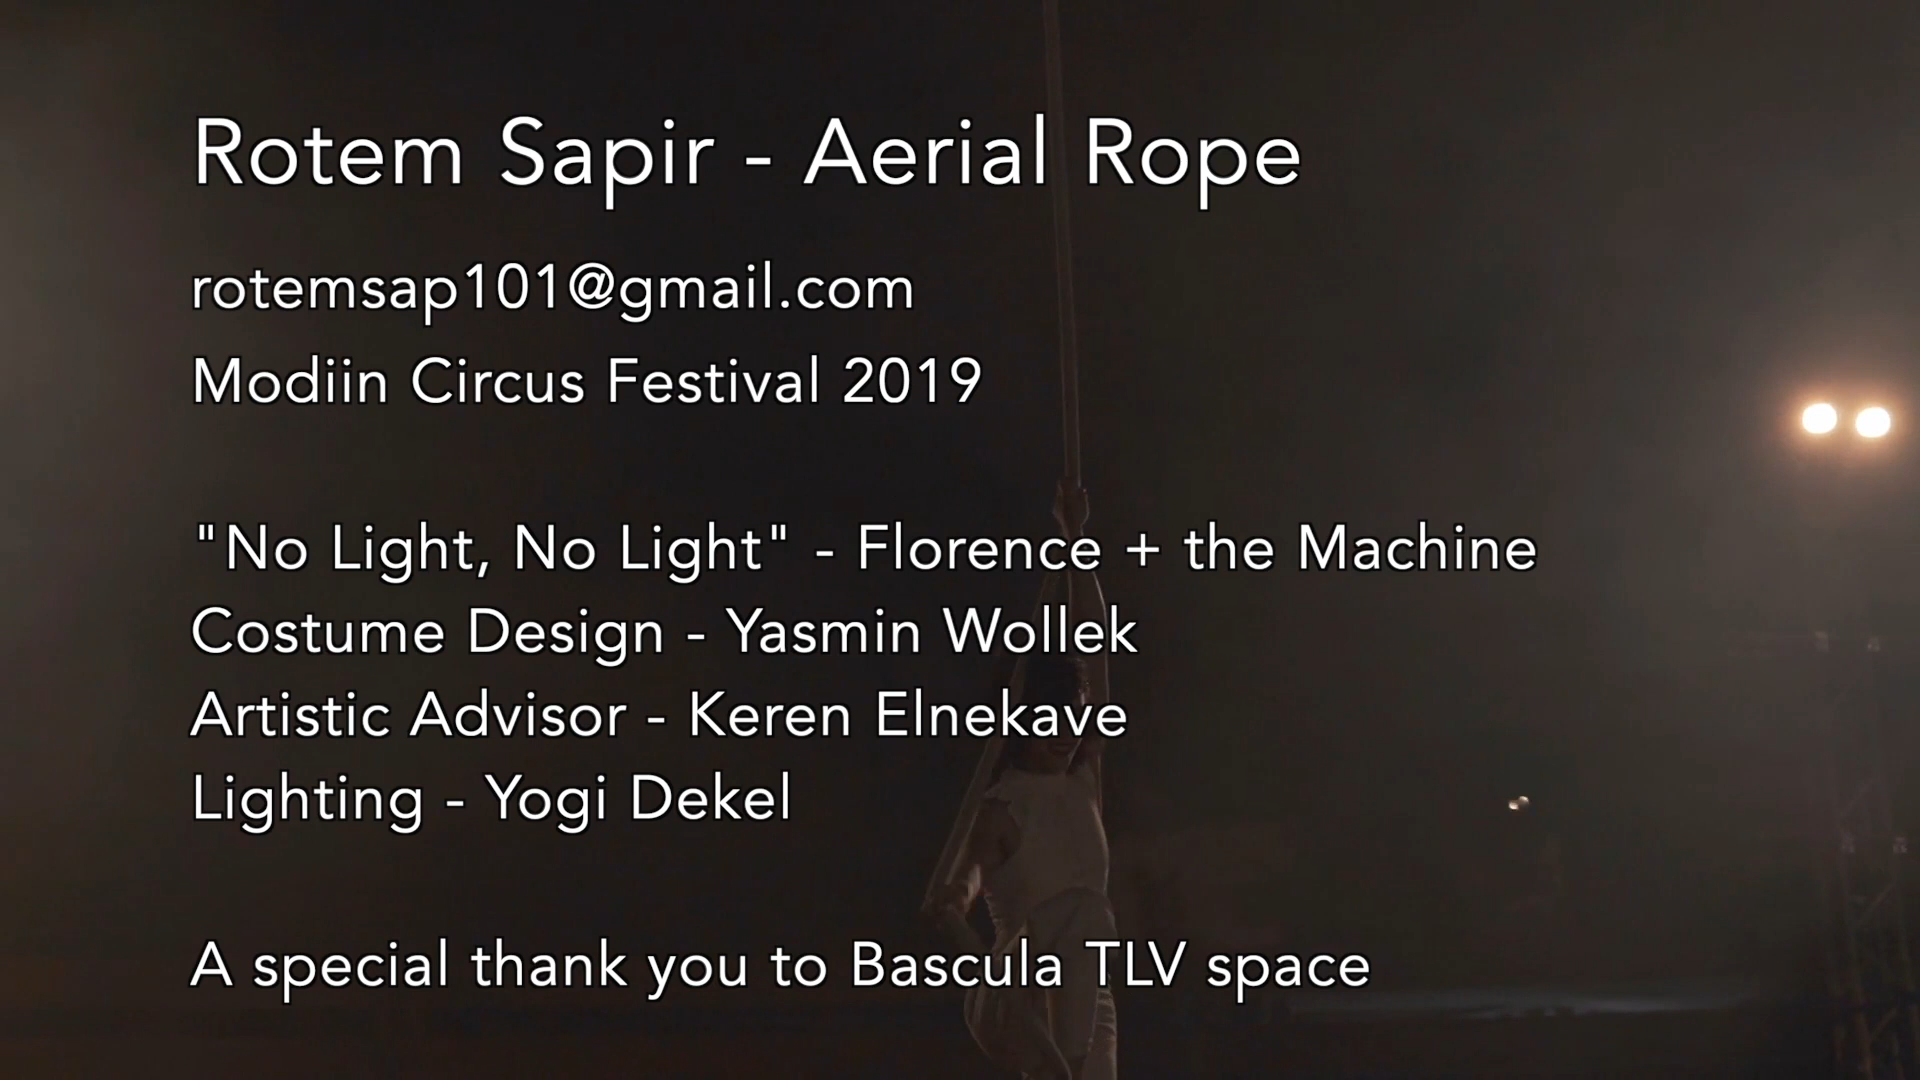 Rotem Sapir - Aerial Rope
rotemsap101@gmail.com
Modiin Circus Festival 2019
"No Light, No Light" - Florence + the Machine
Costume Design - Yasmin Wollek
Artistic Advisor - Keren Elnekave
Lighting - Yogi Dekel
A special thank you to Bascula TLV space